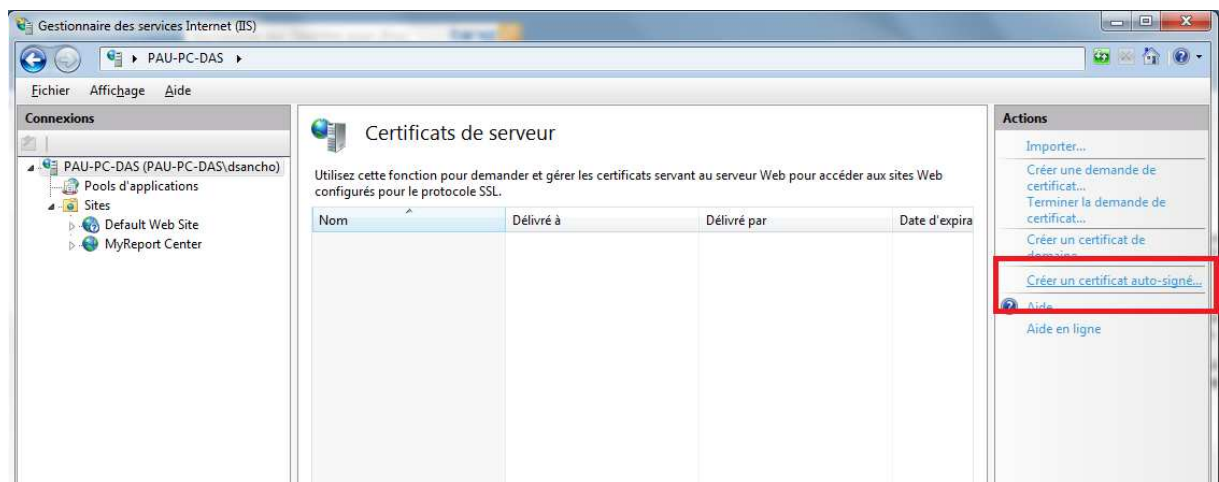 Gestionnaire des services Internet (IIS)
PAU-PC-DAS
Fichier Affichage Aide
Connexions
PAU-PC-DAS (PAU-PC-DAS\dsancho)
Pools d'applications
Sites
Default Web Site
MyReport Center
Certificats de serveur
Utilisez cette fonction pour demander et gérer les certificats servant au serveur Web pour accéder aux sites Web
configurés pour le protocole SSL.
Nom Délivré à Délivré par Date d'expira
Actions
Importer...
Créer une demande de
certificat...
Terminer la demande de
certificat...
Créer un certificat de
domaine
Créer un certificat auto-signé...
Aide
Aide en ligne